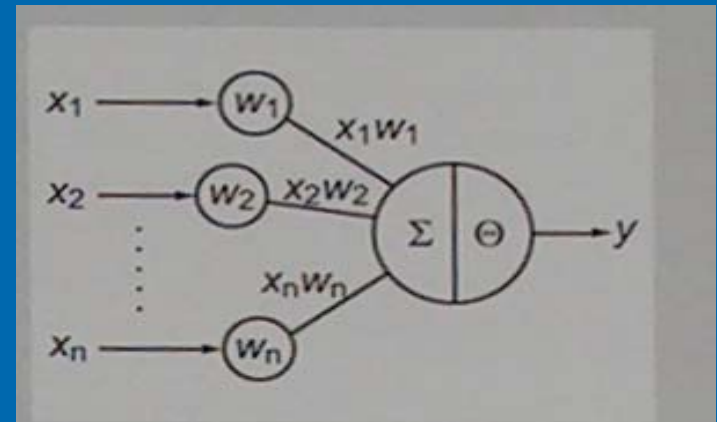 x₁ w₁
x₁w₁
x₂ w₂ x₂w₂
Σ Θ y
xₙwₙ
xₙ wₙ